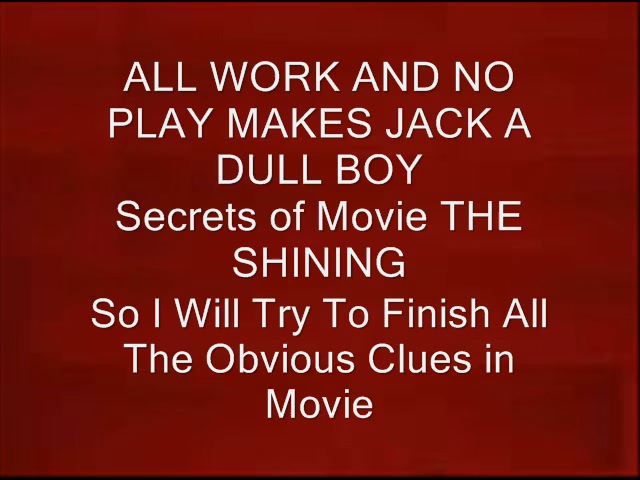 ALL WORK AND NO
PLAY MAKES JACK A
DULL BOY
Secrets of Movie THE
SHINING
So I Will Try To Finish All
The Obvious Clues in
Movie